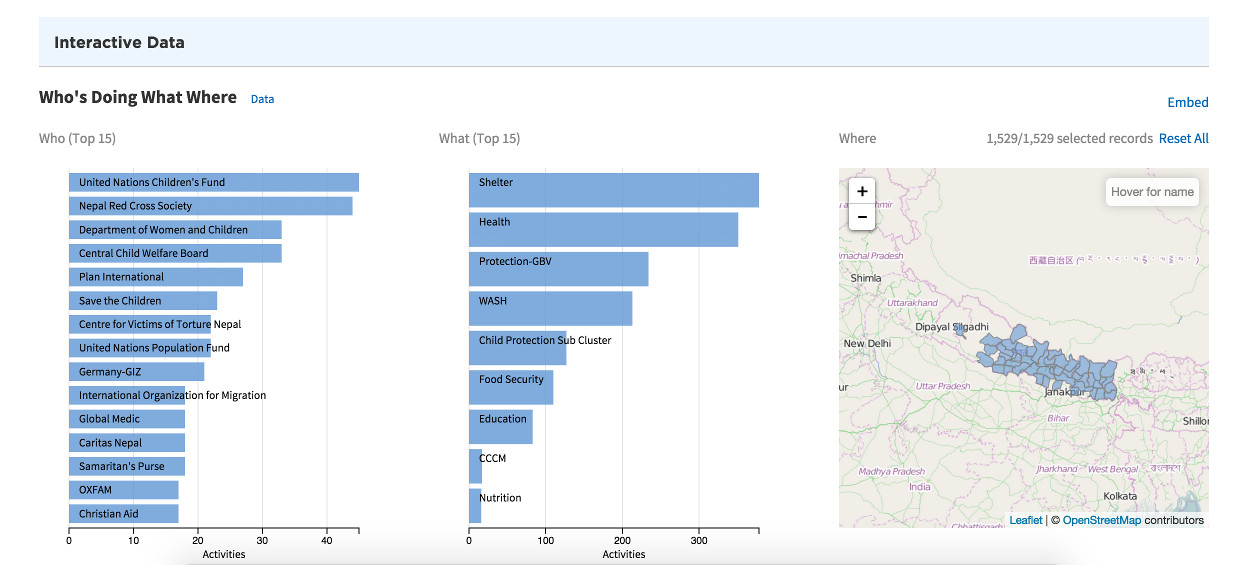 Interactive Data
Who's Doing What Where Data
Embed
Who (Top 15)
United Nations Children's Fund
Nepal Red Cross Society
Department of Women and Children
Central Child Welfare Board
Plan International
Save the Children
Centre for Victims of Torture Nepal
United Nations Population Fund
Germany-GIZ
International Organization for Migration
Global Medic
Caritas Nepal
Samaritan's Purse
OXFAM
Christian Aid
0 10 20 30 40
Activities
What (Top 15)
Shelter
Health
Protection-GBV
WASH
Child Protection Sub Cluster
Food Security
Education
CCCM
Nutrition
0 100 200 300
Activities
Where 1,529/1,529 selected records Reset All
+
−
Hover for name
machal Pradesh
西藏自治区
Shimla
Uttarakhand
Dipayal Silgadhi
New Delhi
ur
Uttar Pradesh
Janakpur
Bihar
Shillo
Madhya Pradesh
Jharkhand West Bengal
India
Kolkata
Chhattisgarh
Leaflet | © OpenStreetMap contributors